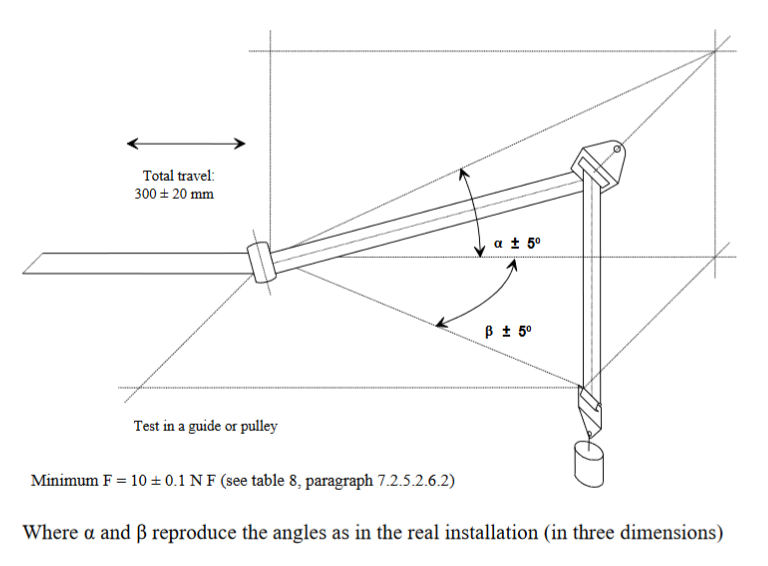 Total travel:
300 ± 20 mm
α ± 5º
β ± 5º
Test in a guide or pulley
Minimum F = 10 ± 0.1 N F (see table 8, paragraph 7.2.5.2.6.2)
Where α and β reproduce the angles as in the real installation (in three dimensions)